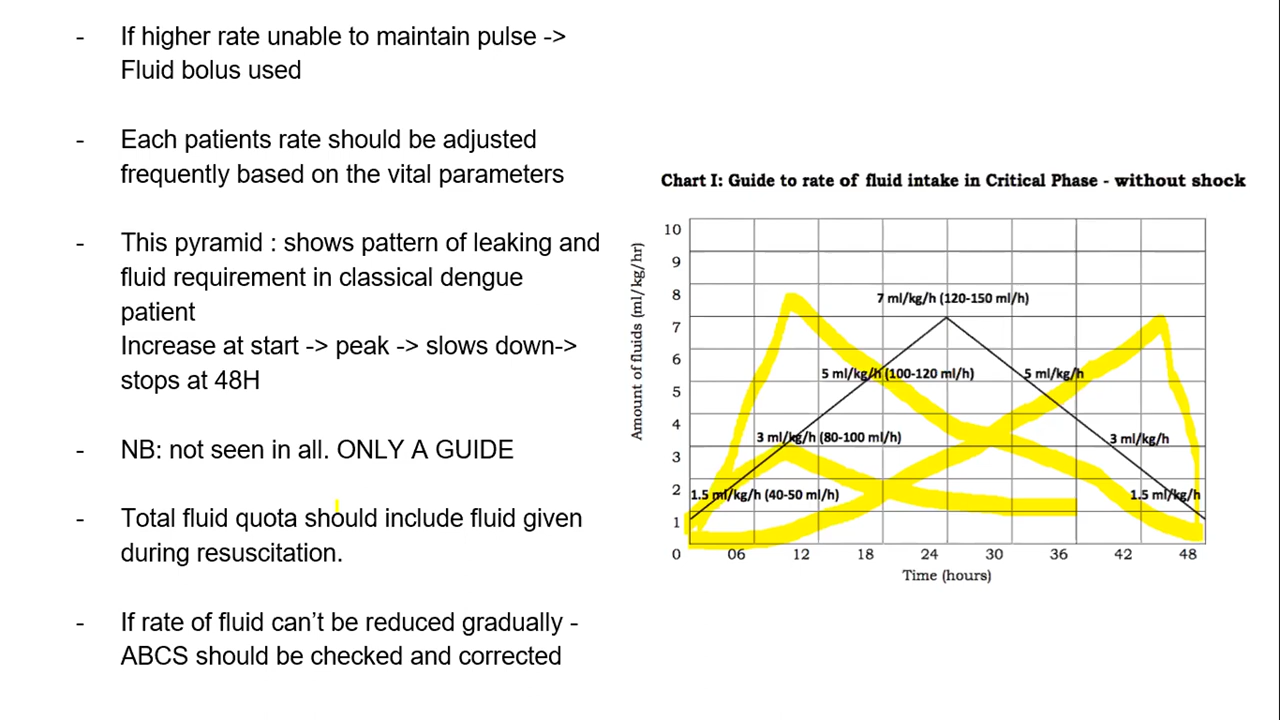 - If higher rate unable to maintain pulse ->
Fluid bolus used
- Each patients rate should be adjusted
frequently based on the vital parameters
- This pyramid : shows pattern of leaking and
fluid requirement in classical dengue
patient
Increase at start -> peak -> slows down->
stops at 48H
- NB: not seen in all. ONLY A GUIDE
- Total fluid quota should include fluid given
during resuscitation.
- If rate of fluid can’t be reduced gradually -
ABCS should be checked and corrected
Chart I: Guide to rate of fluid intake in Critical Phase - without shock
Amount of fluids (ml/kg/hr)
10
9
8
7
6
5
4
3
2
1
0
7 ml/kg/h (120-150 ml/h)
5 ml/kg/h (100-120 ml/h) 5 ml/kg/h
3 ml/kg/h (80-100 ml/h) 3 ml/kg/h
1.5 ml/kg/h (40-50 ml/h) 1.5 ml/kg/h
06 12 18 24 30 36 42 48
Time (hours)